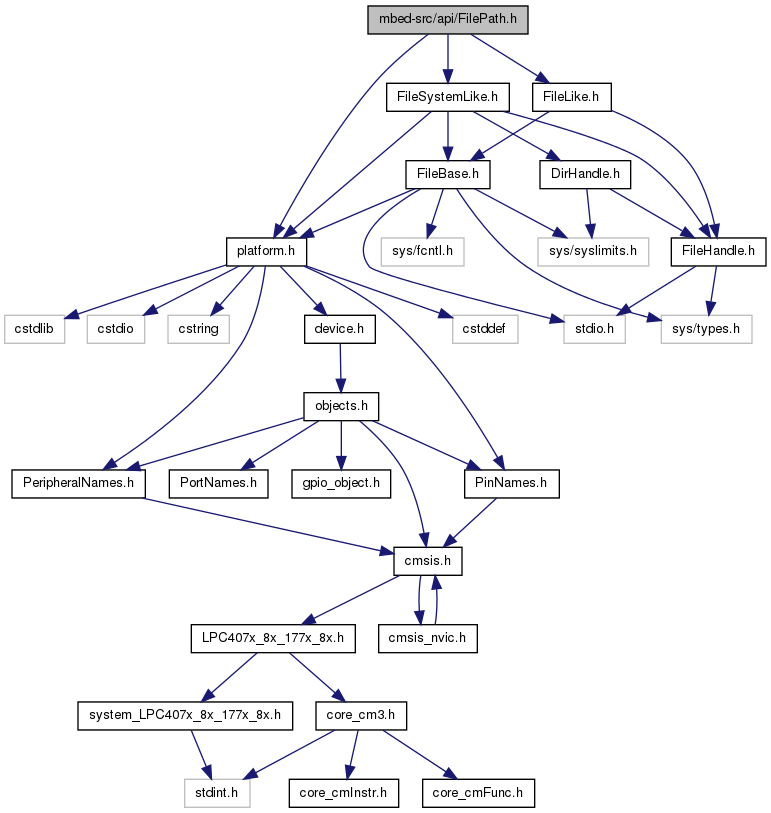 mbed-src/api/FilePath.h
FileSystemLike.h
FileLike.h
FileBase.h
DirHandle.h
platform.h
sys/fcntl.h
sys/syslimits.h
FileHandle.h
cstdlib
cstdio
cstring
device.h
cstddef
stdio.h
sys/types.h
objects.h
PeripheralNames.h
PortNames.h
gpio_object.h
PinNames.h
cmsis.h
LPC407x_8x_177x_8x.h
cmsis_nvic.h
system_LPC407x_8x_177x_8x.h
core_cm3.h
stdint.h
core_cmInstr.h
core_cmFunc.h